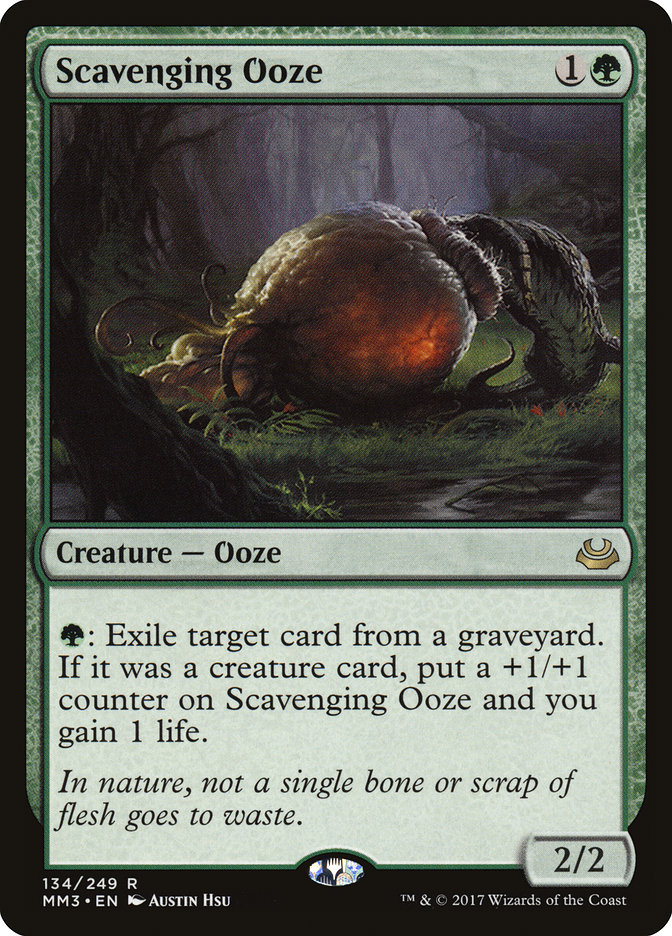 Scavenging Ooze 1
Creature — Ooze
: Exile target card from a graveyard.
If it was a creature card, put a +1/+1
counter on Scavenging Ooze and you
gain 1 life.
In nature, not a single bone or scrap of
flesh goes to waste.
2/2
134/249 R
MM3 • EN Austin Hsu
™ & © 2017 Wizards of the Coast